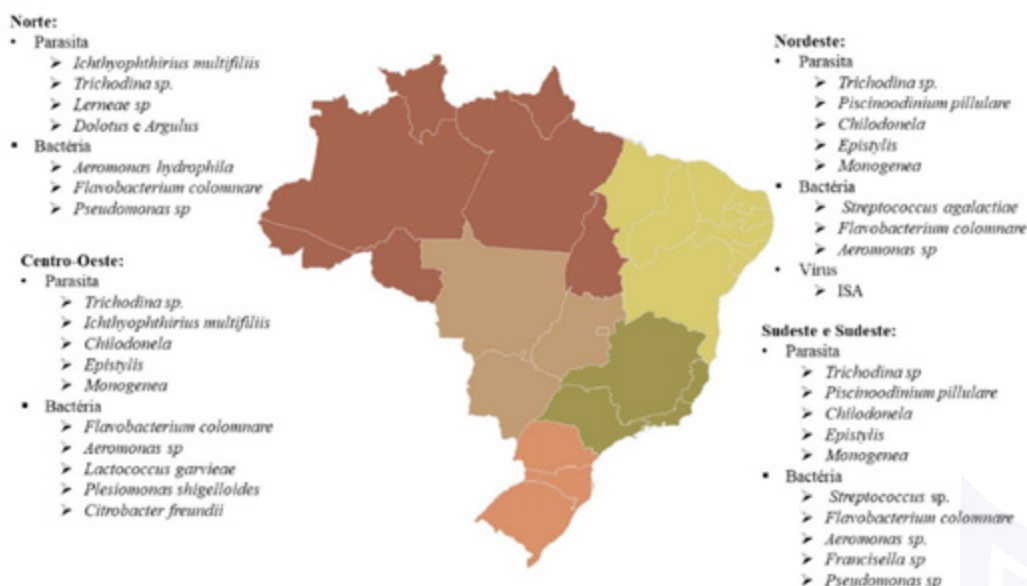 Norte:
• Parasita
➢ Ichthyophthirius multifiliis
➢ Trichodina sp.
➢ Lerneae sp
➢ Dolotus e Argulus
▪ Bactéria
➢ Aeromonas hydrophila
➢ Flavobacterium colomnare
➢ Pseudomonas sp
Centro-Oeste:
• Parasita
➢ Trichodina sp.
➢ Ichthyophthirius multifiliis
➢ Chilodonela
➢ Epistylis
➢ Monogenea
▪ Bactéria
➢ Flavobacterium colomnare
➢ Aeromonas sp
➢ Lactococcus garvieae
➢ Plesiomonas shigelloides
➢ Citrobacter freundii
Nordeste:
• Parasita
➢ Trichodina sp.
➢ Piscinoodinium pillulare
➢ Chilodonela
➢ Epistylis
➢ Monogenea
▪ Bactéria
➢ Streptococcus agalactiae
➢ Flavobacterium colomnare
➢ Aeromonas sp
• Vírus
➢ ISA
Sudeste e Sudeste:
• Parasita
➢ Trichodina sp
➢ Piscinoodinium pillulare
➢ Chilodonela
➢ Epistylis
➢ Monogenea
▪ Bactéria
➢ Streptococcus sp.
➢ Flavobacterium colomnare
➢ Aeromonas sp.
➢ Francisella sp
➢ Pseudomonas sp